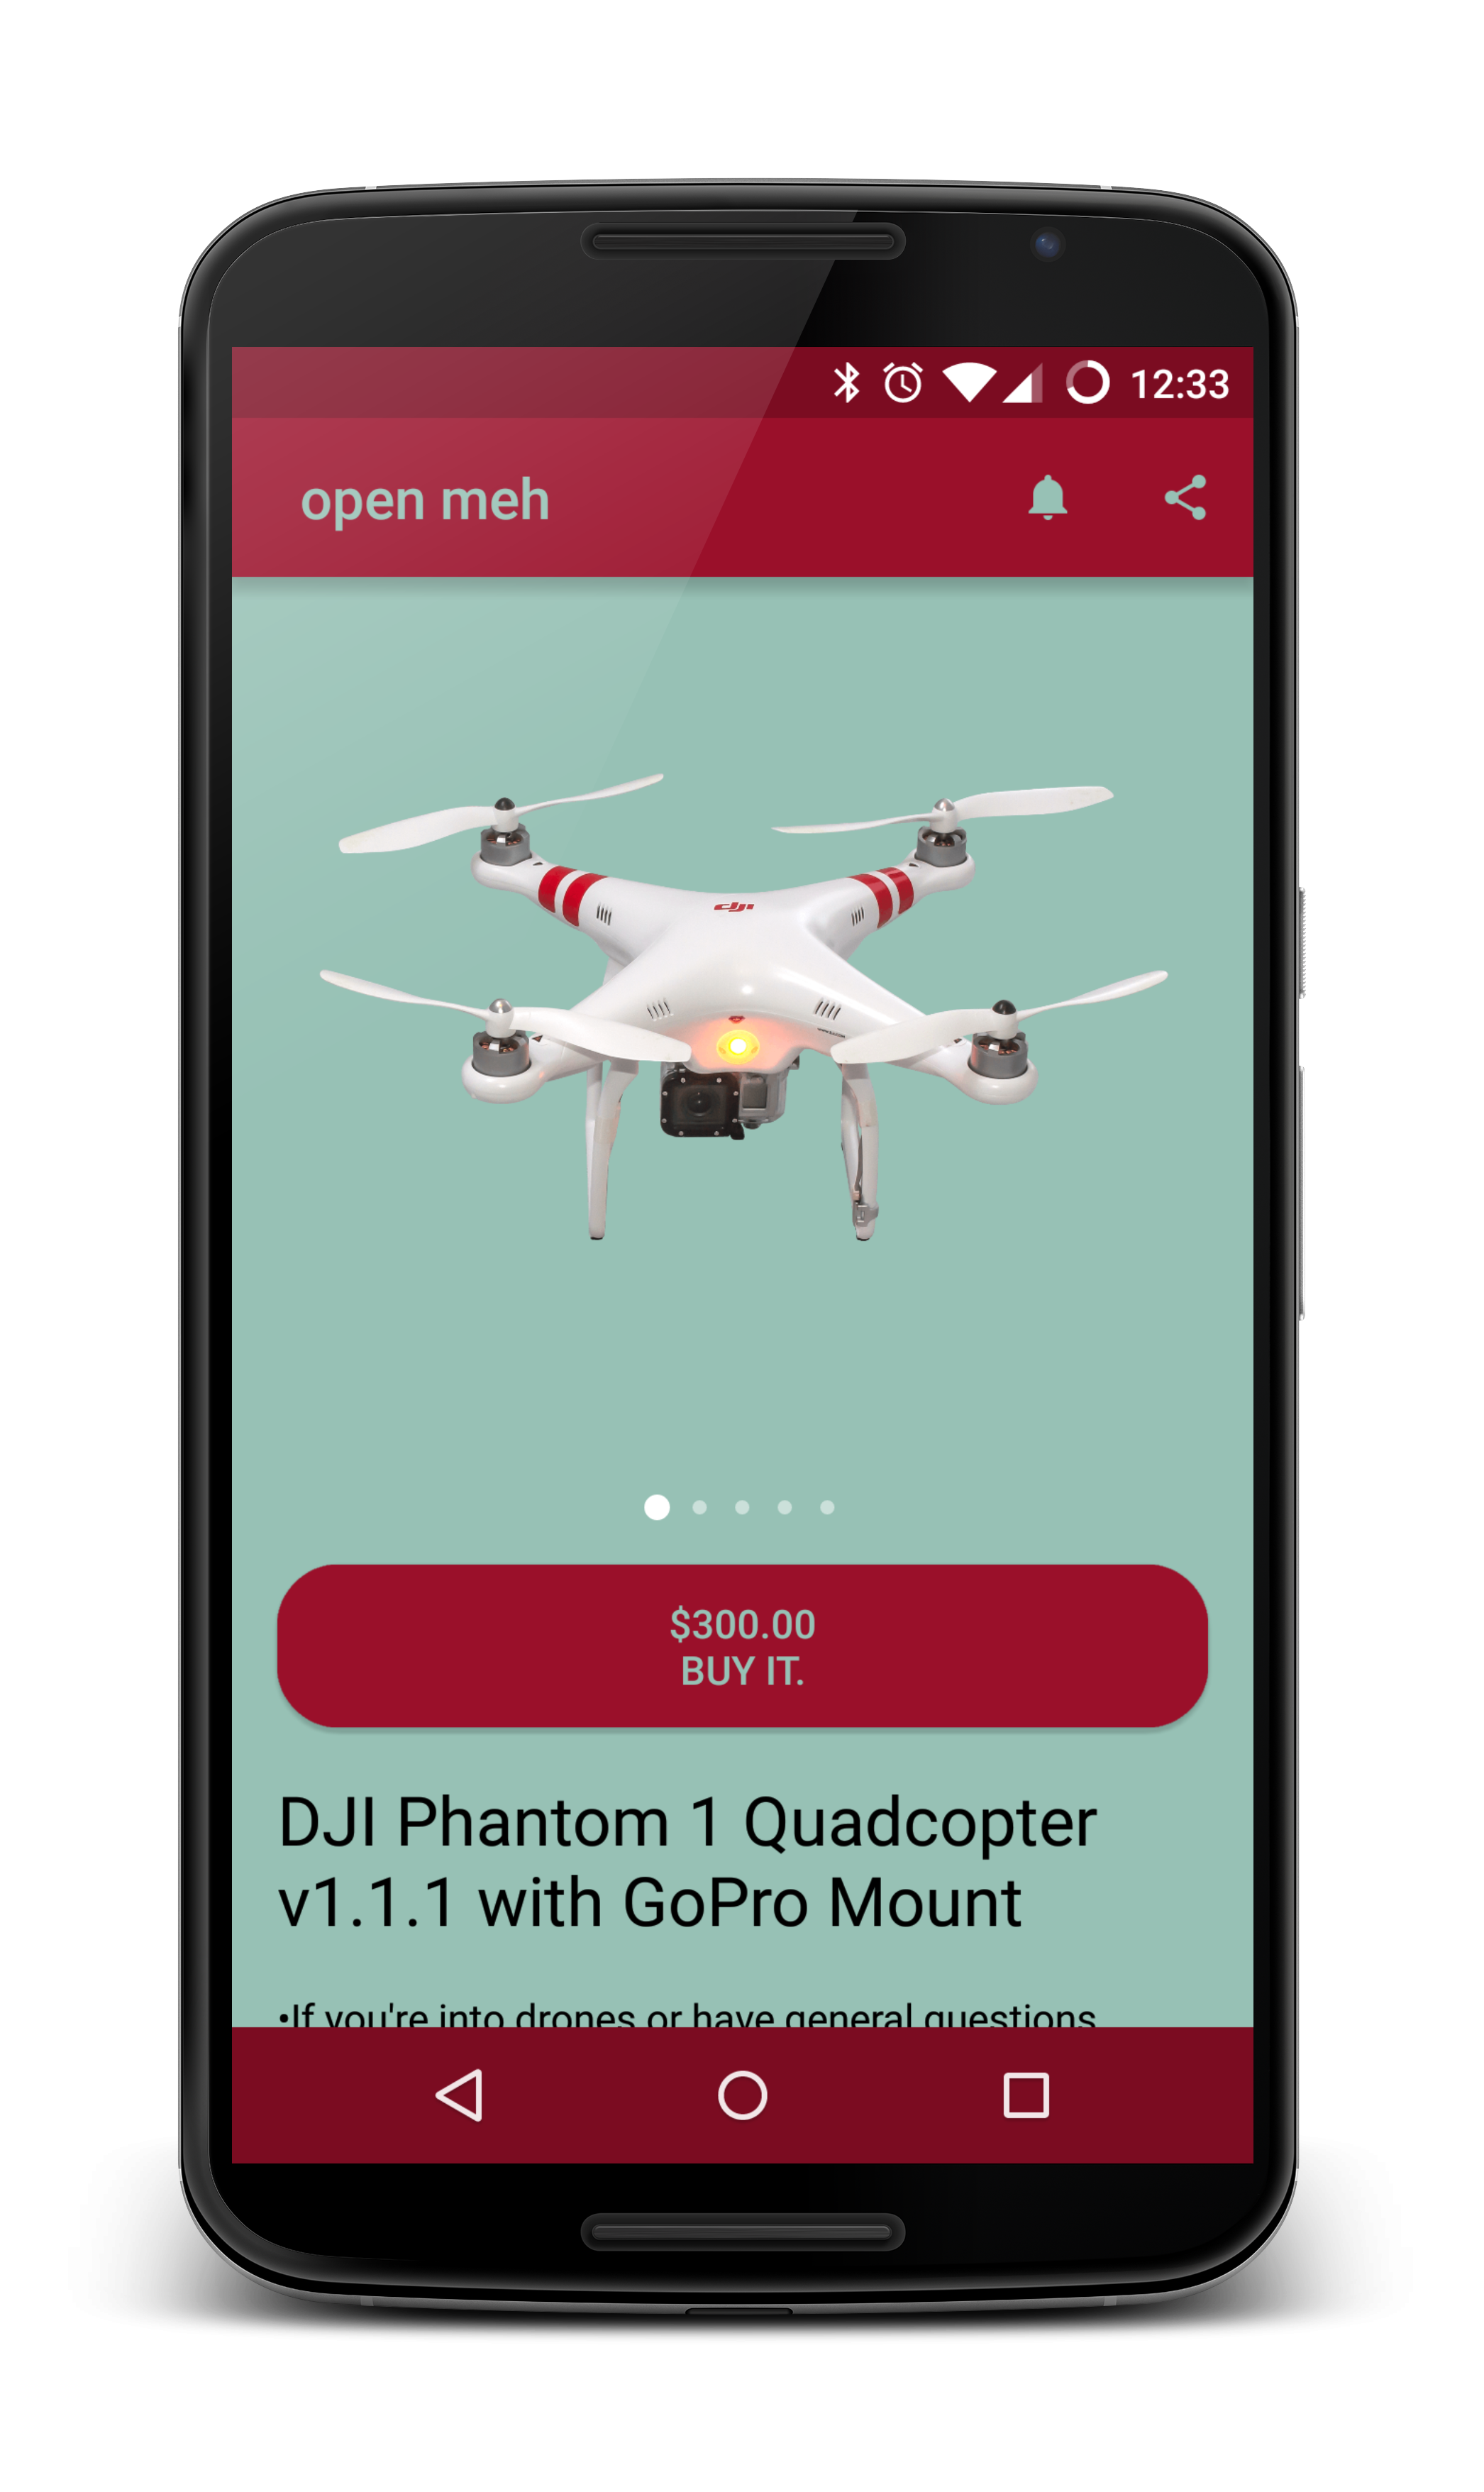 12:33
open meh
dji
$300.00
BUY IT.
DJI Phantom 1 Quadcopter
v1.1.1 with GoPro Mount
•If you're into drones or have general questions